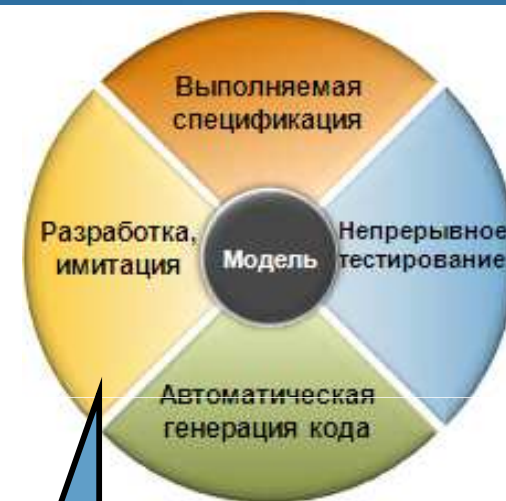 Выполняемая
спецификация
Разработка,
имитация
Модель
Непрерывное
тестирование
Автоматическая
генерация кода